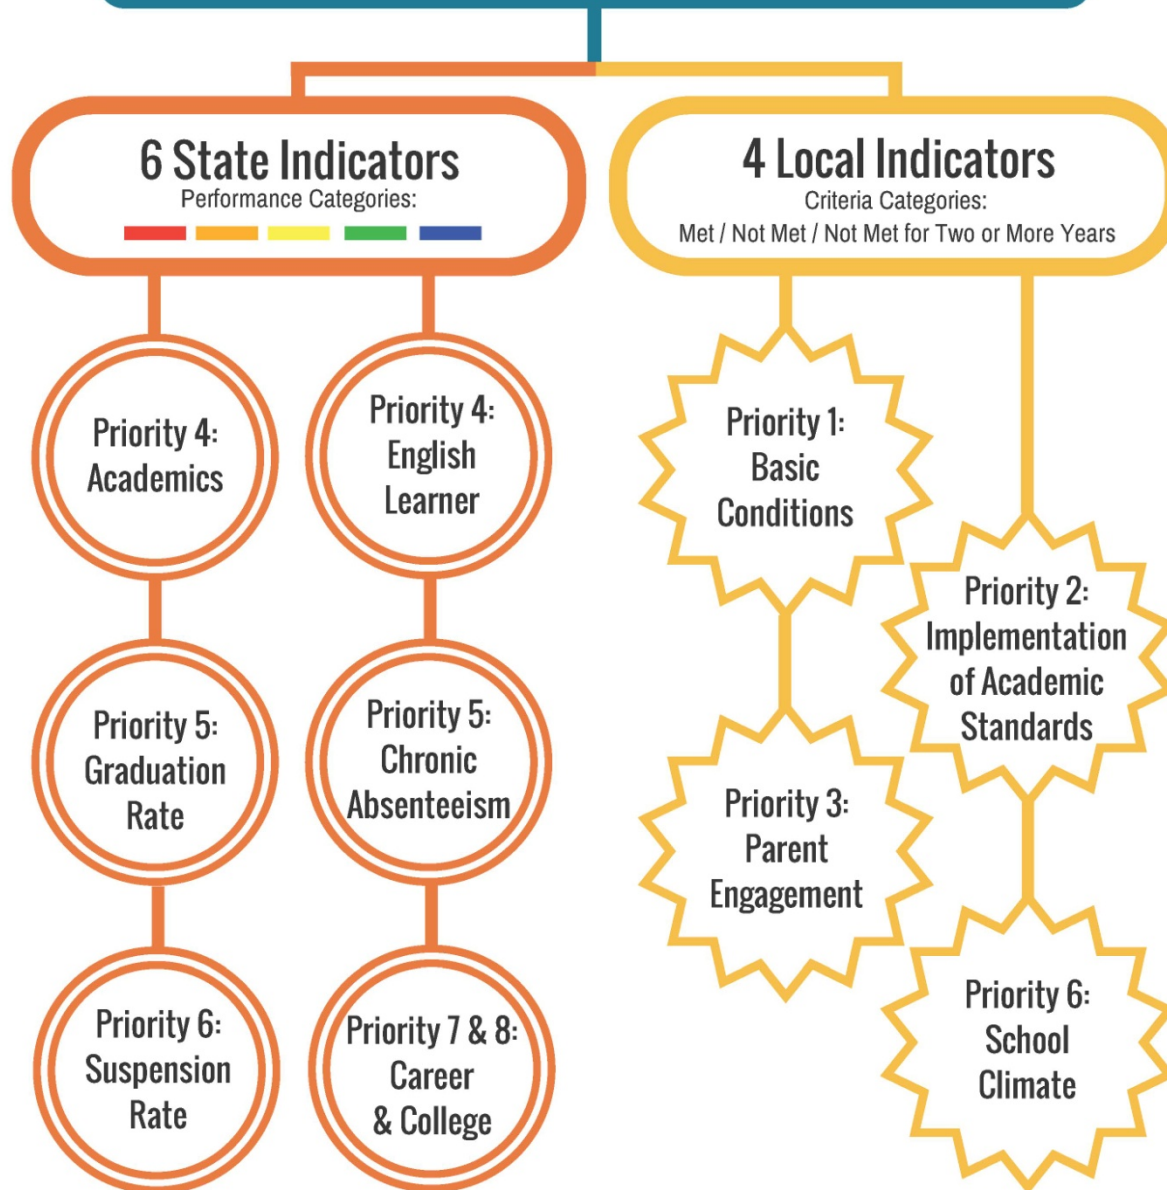 6 State Indicators
Performance Categories:
4 Local Indicators
Criteria Categories:
Met / Not Met / Not Met for Two or More Years
Priority 4:
Academics
Priority 4:
English
Learner
Priority 5:
Graduation
Rate
Priority 5:
Chronic
Absenteeism
Priority 6:
Suspension
Rate
Priority 7 & 8:
Career
& College
Priority 1:
Basic
Conditions
Priority 2:
Implementation
of Academic
Standards
Priority 3:
Parent
Engagement
Priority 6:
School
Climate